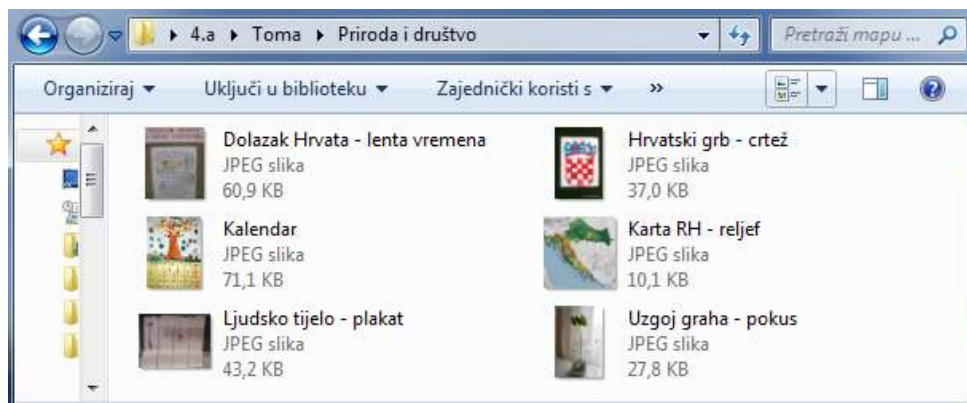 4.a Toma Priroda i društvo
Pretraži mapu ...
Organiziraj Uključi u biblioteku Zajednički koristi s »
Dolazak Hrvata - lenta vremena
JPEG slika
60,9 KB
Hrvatski grb - crtež
JPEG slika
37,0 KB
Kalendar
JPEG slika
71,1 KB
Karta RH - reljef
JPEG slika
10,1 KB
Ljudsko tijelo - plakat
JPEG slika
43,2 KB
Uzgoj graha - pokus
JPEG slika
27,8 KB